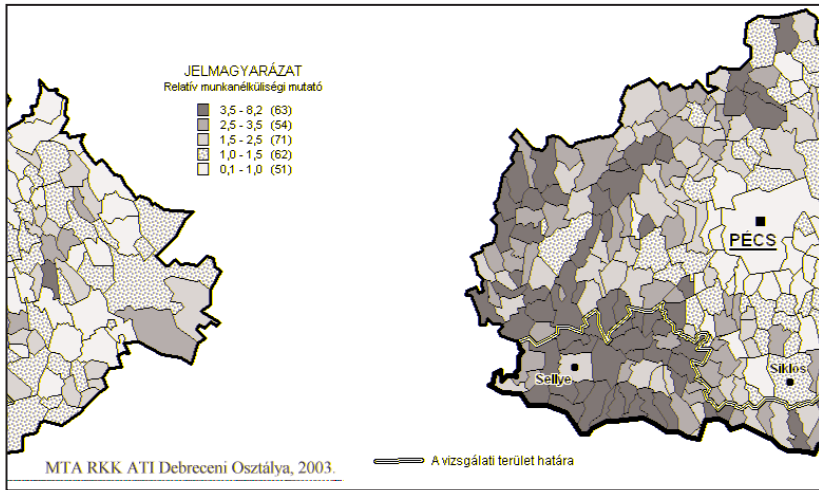 JELMAGYARÁZAT
Relatív munkanélküliségi mutató
3,5 - 8,2 (63)
2,5 - 3,5 (54)
1,5 - 2,5 (71)
1,0 - 1,5 (62)
0,1 - 1,0 (51)
PÉCS
Sellye
Siklós
MTA RKK ATI Debreceni Osztálya, 2003.
A vizsgálati terület határa